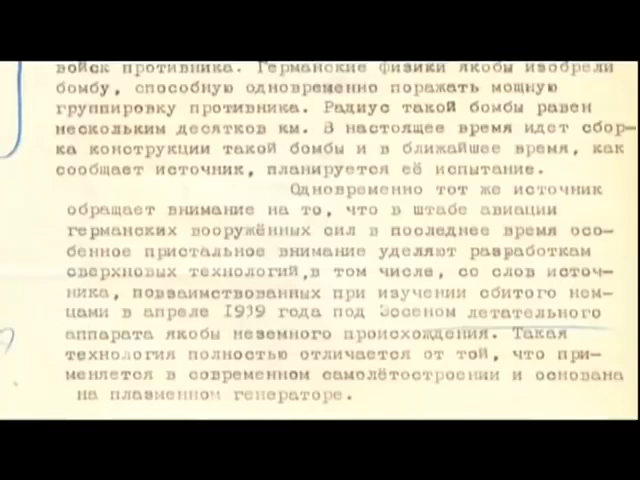 войск противника. Германские физики якобы изобрели
бомбу, способную одновременно поражать мощную
группировку противника. Радиус такой бомбы равен
нескольким десятков км. В настоящее время идет сбор-
ка конструкции такой бомбы и в ближайшее время, как
сообщает источник, планируется её испытание.
Одновременно тот же источник
обращает внимание на то, что в штабе авиации
германских вооружённых сил в последнее время осо-
бенное пристальное внимание уделяют разработкам
сверхновых технологий,в том числе, со слов источ-
ника, позаимствованных при изучении сбитого нем-
цами в апреле 1939 года под Эссеном летательного
аппарата якобы неземного происхождения. Такая
технология полностью отличается от той, что при-
меняется в современном самолётостроении и основана
на плазменном генераторе.